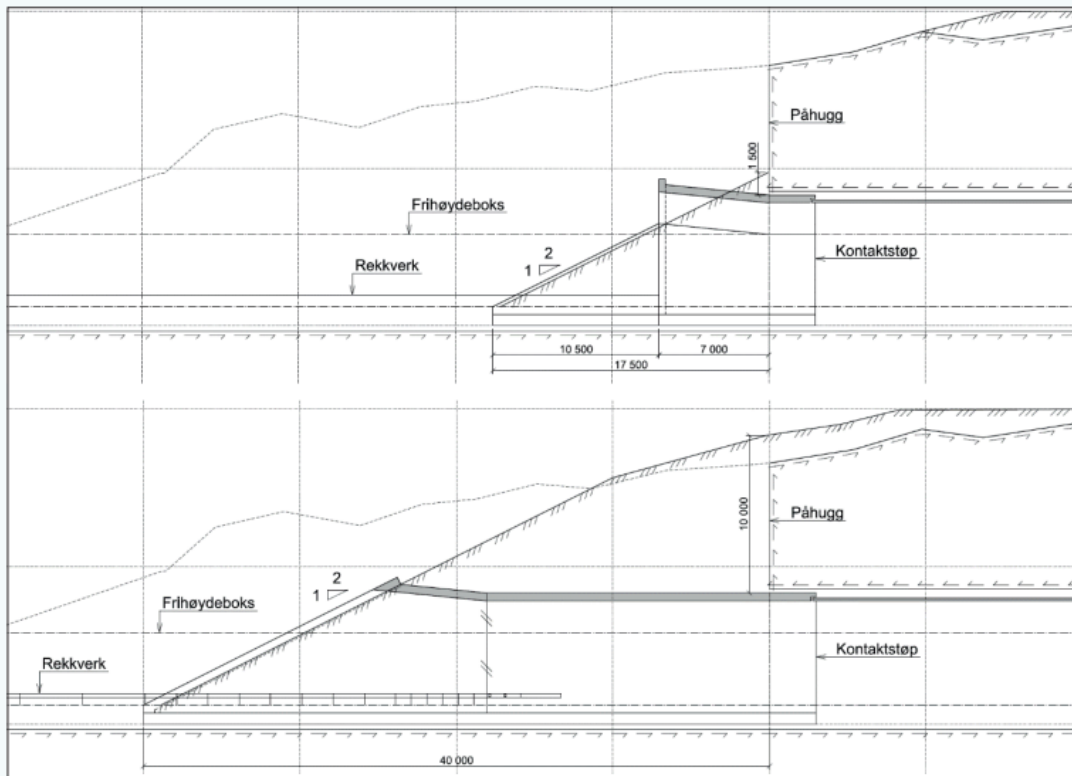 Påhugg
1 500
Frihøydeboks
2
1
Kontaktstøp
Rekkverk
10 500
7 000
17 500
10 000
Påhugg
2
1
Frihøydeboks
Kontaktstøp
Rekkverk
40 000